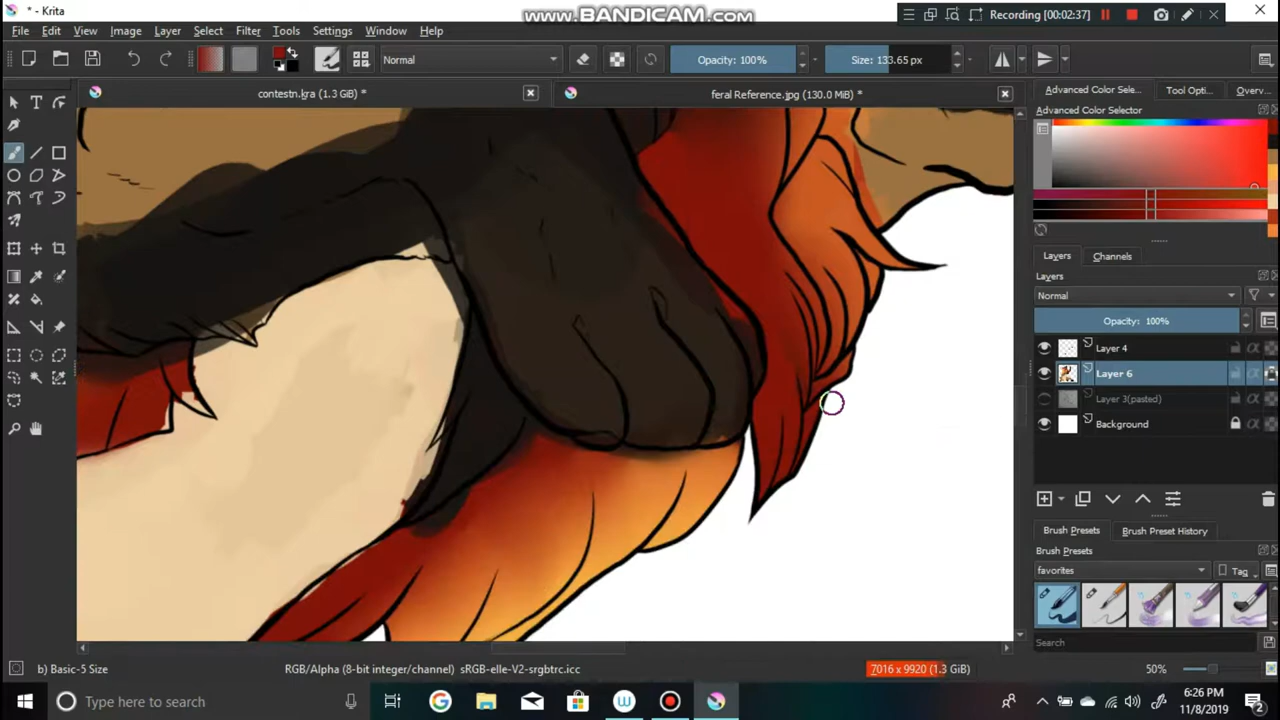 * - Krita
www.BANDICAM.com
Recording [00:02:37]
File Edit View Image Layer Select Filter Tools Settings Window Help
Normal
Opacity: 100%
Size: 133.65 px
contestn.kra (1.3 GiB) *
feral Reference.jpg (130.0 MiB) *
Advanced Color Selec...
Tool Opti...
Overv...
Advanced Color Selector
Layers
Channels
Layers
Normal
Opacity: 100%
Layer 4
Layer 6
Layer 3(pasted)
Background
Brush Presets
Brush Preset History
Brush Presets
favorites
Tag
Search
b) Basic-5 Size
RGB/Alpha (8-bit integer/channel) sRGB-elle-V2-srgbtrc.icc
7016 x 9920 (1.3 GiB)
50%
Type here to search
6:26 PM
11/8/2019
2